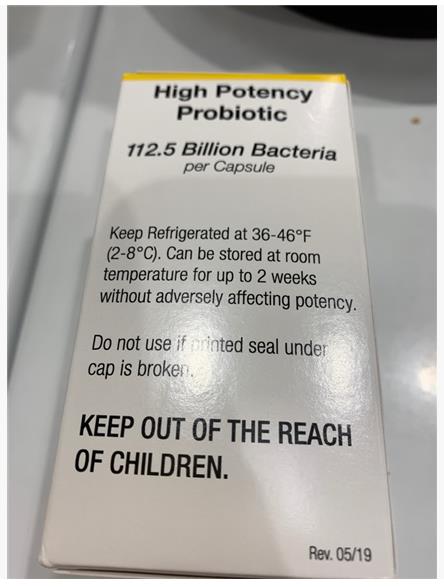 High Potency
Probiotic
112.5 Billion Bacteria
per Capsule
Keep Refrigerated at 36-46°F
(2-8°C). Can be stored at room
temperature for up to 2 weeks
without adversely affecting potency.
Do not use if printed seal under
cap is broken.
KEEP OUT OF THE REACH
OF CHILDREN.
Rev. 05/19